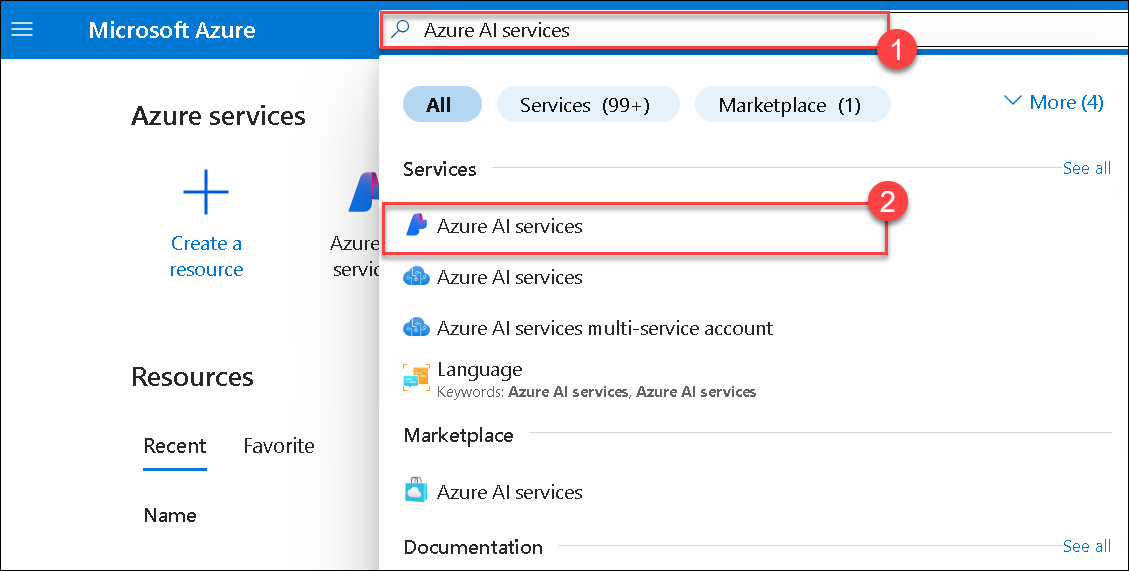 Microsoft Azure
Azure AI services
1
All
Services (99+)
Marketplace (1)
More (4)
Azure services
Services
See all
Create a
resource
Azure
servic
2
Azure AI services
Azure AI services
Azure AI services multi-service account
Language
Keywords: Azure AI services, Azure AI services
Resources
Recent
Favorite
Name
Marketplace
Azure AI services
Documentation
See all